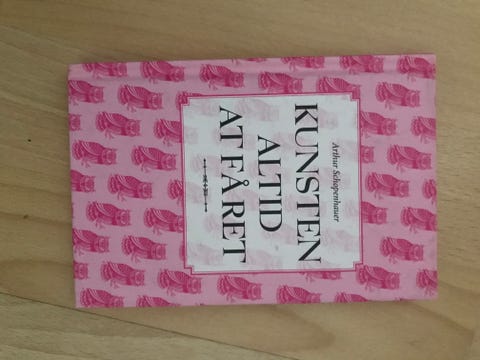 Arthur Schopenhauer
KUNSTEN
ALTID
AT FÅ RET